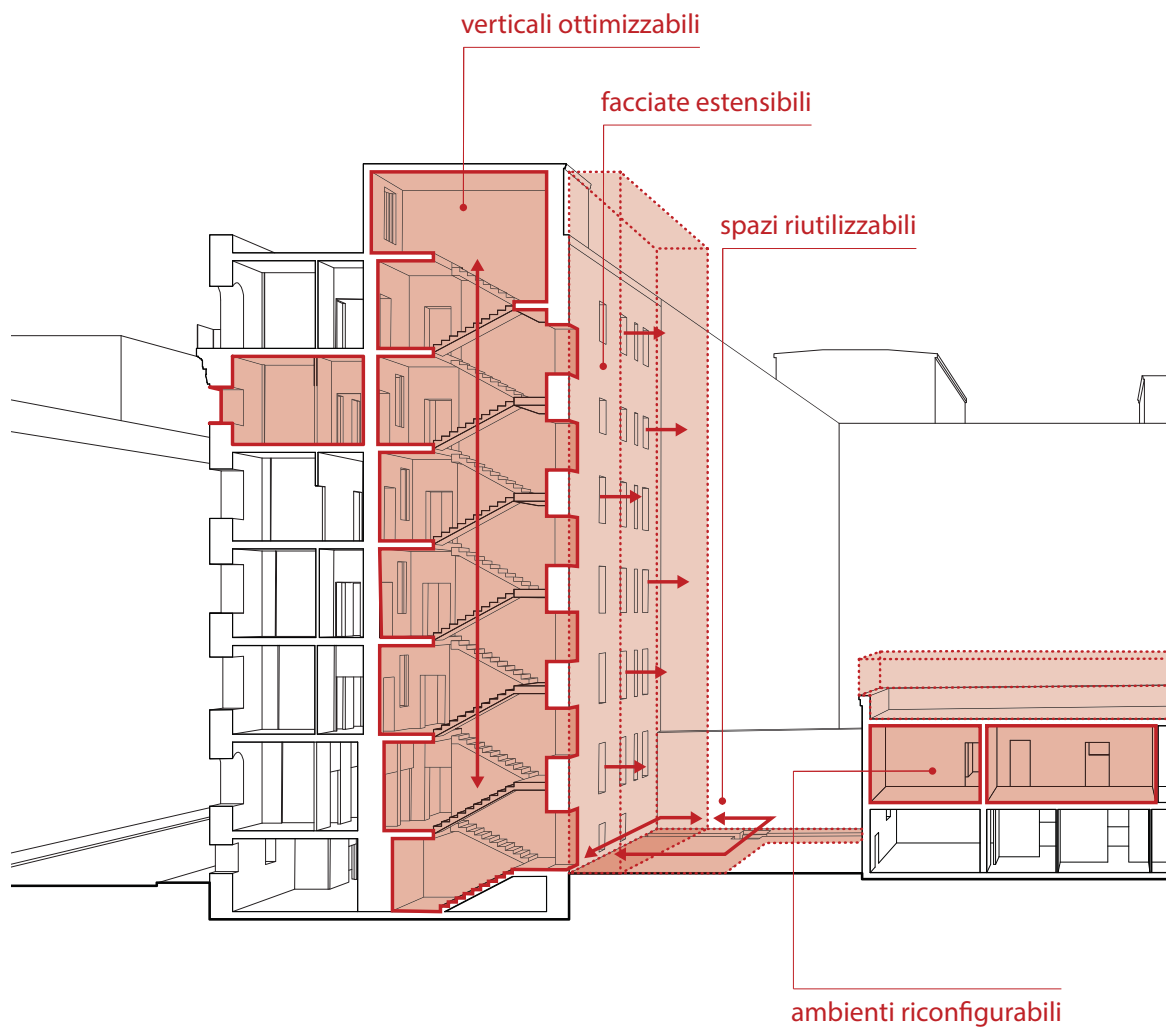 verticali ottimizzabili
facciate estensibili
spazi riutilizzabili
ambienti riconfigurabili